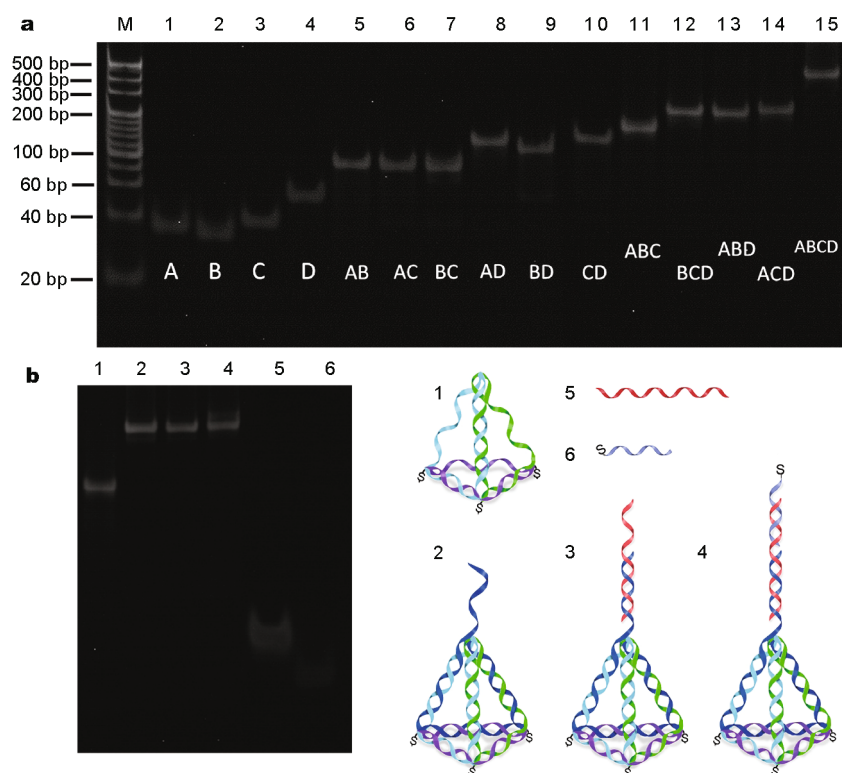 a
M 1 2 3 4 5 6 7 8 9 10 11 12 13 14 15
500 bp
400 bp
300 bp
200 bp
100 bp
60 bp
40 bp
20 bp
A B C D AB AC BC AD BD CD ABC BCD ABD ACD ABCD
b
1 2 3 4 5 6
1
S S S
5
6
S
2
S S S
3
S S S
4
S
S S S